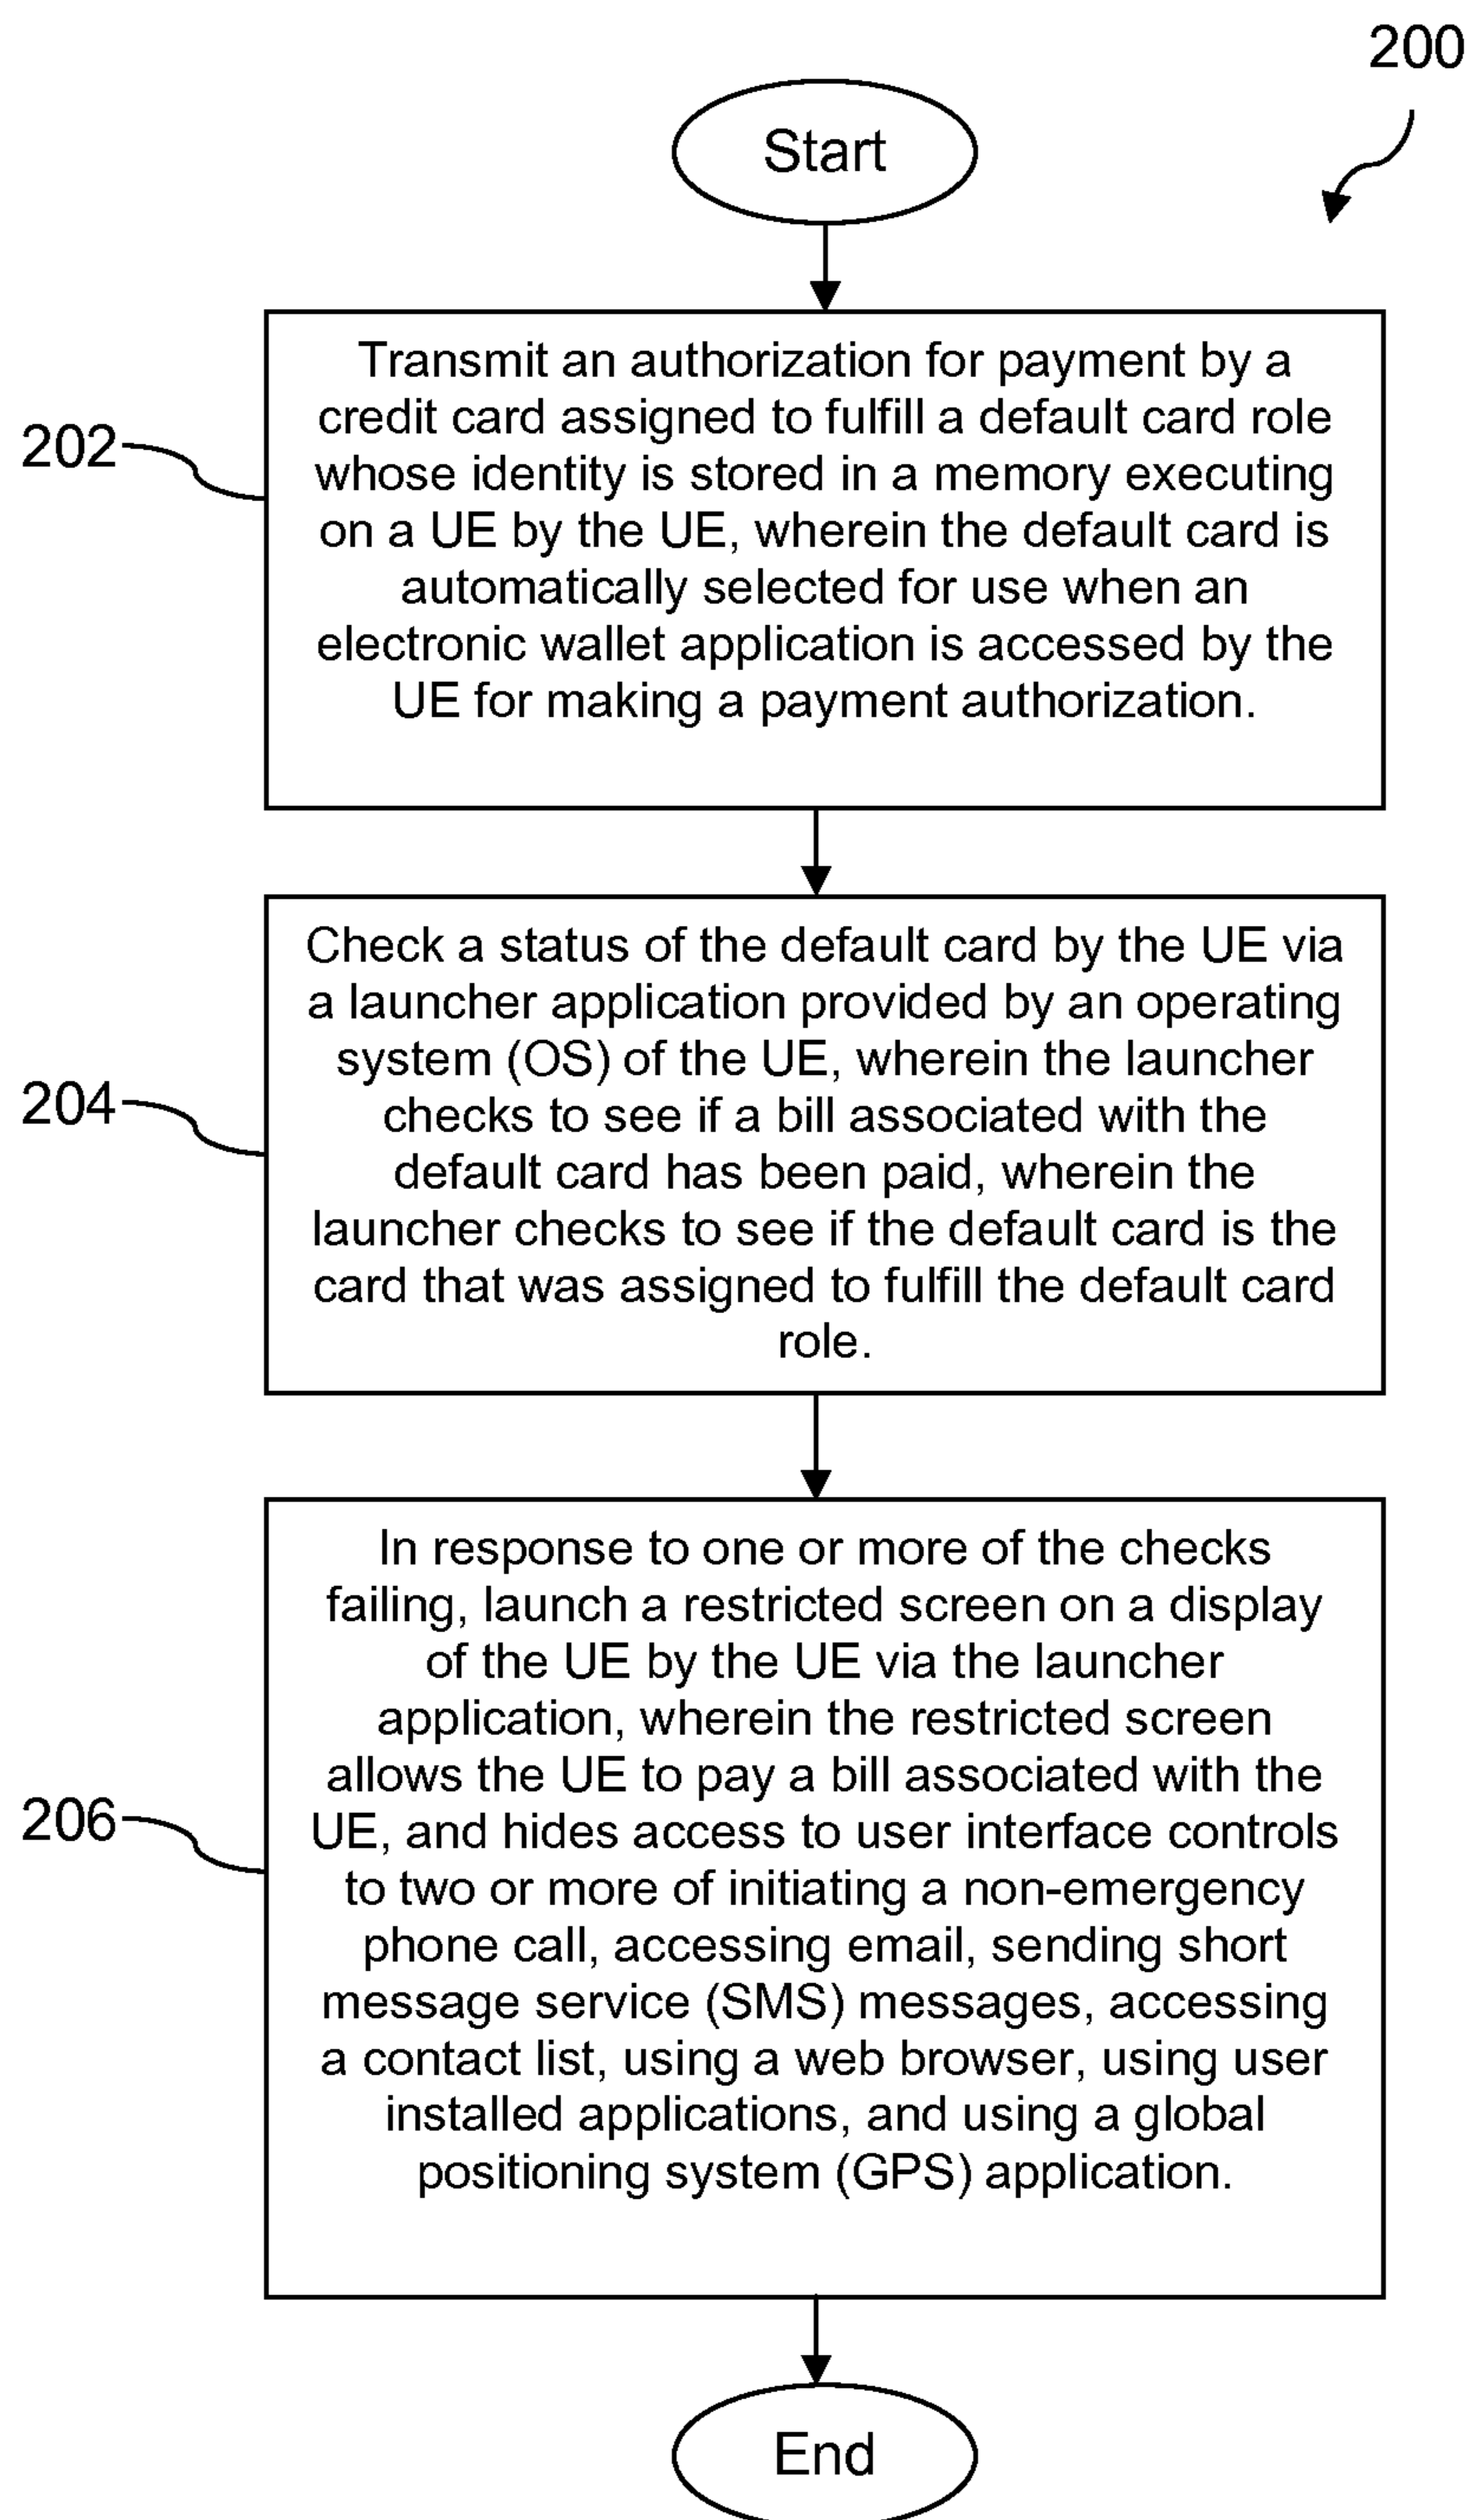 200
Start
202
Transmit an authorization for payment by a
credit card assigned to fulfill a default card role
whose identity is stored in a memory executing
on a UE by the UE, wherein the default card is
automatically selected for use when an
electronic wallet application is accessed by the
UE for making a payment authorization.
204
Check a status of the default card by the UE via
a launcher application provided by an operating
system (OS) of the UE, wherein the launcher
checks to see if a bill associated with the
default card has been paid, wherein the
launcher checks to see if the default card is the
card that was assigned to fulfill the default card
role.
206
In response to one or more of the checks
failing, launch a restricted screen on a display
of the UE by the UE via the launcher
application, wherein the restricted screen
allows the UE to pay a bill associated with the
UE, and hides access to user interface controls
to two or more of initiating a non-emergency
phone call, accessing email, sending short
message service (SMS) messages, accessing
a contact list, using a web browser, using user
installed applications, and using a global
positioning system (GPS) application.
End